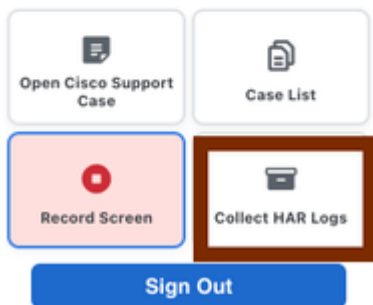 Open Cisco Support
Case
Case List
Record Screen
Collect HAR Logs
Sign Out